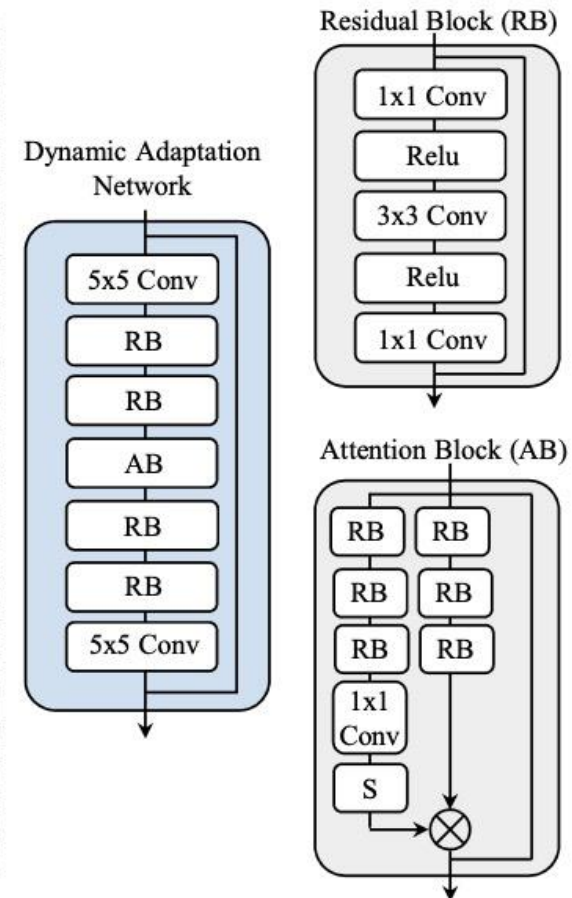 Dynamic Adaptation
Network
5x5 Conv
RB
RB
AB
RB
RB
5x5 Conv
Residual Block (RB)
1x1 Conv
Relu
3x3 Conv
Relu
1x1 Conv
Attention Block (AB)
RB RB
RB RB
RB RB
1x1
Conv
S